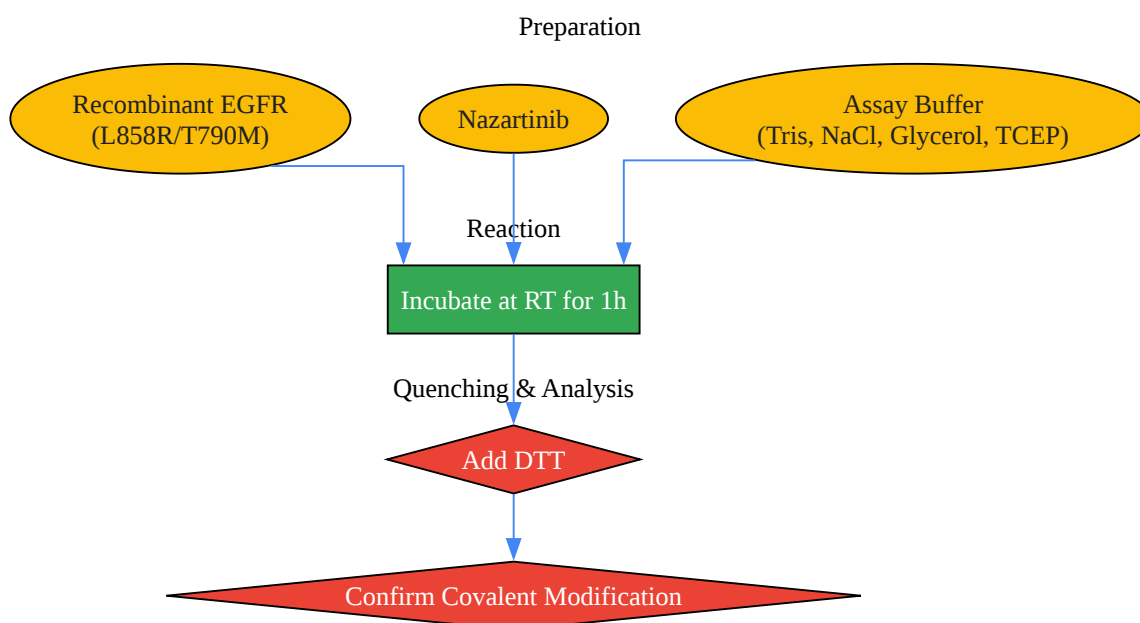 Preparation
Recombinant EGFR
(L858R/T790M)
Nazartinib
Assay Buffer
(Tris, NaCl, Glycerol, TCEP)
Reaction
Incubate at RT for 1h
Quenching & Analysis
Add DTT
Confirm Covalent Modification